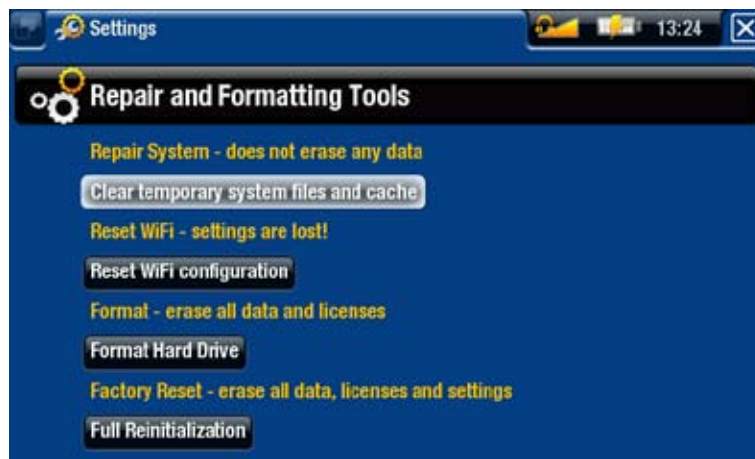 Settings
13:24
Repair and Formatting Tools
Repair System - does not erase any data
Clear temporary system files and cache
Reset WiFi - settings are lost!
Reset WiFi configuration
Format - erase all data and licenses
Format Hard Drive
Factory Reset - erase all data, licenses and settings
Full Reinitialization